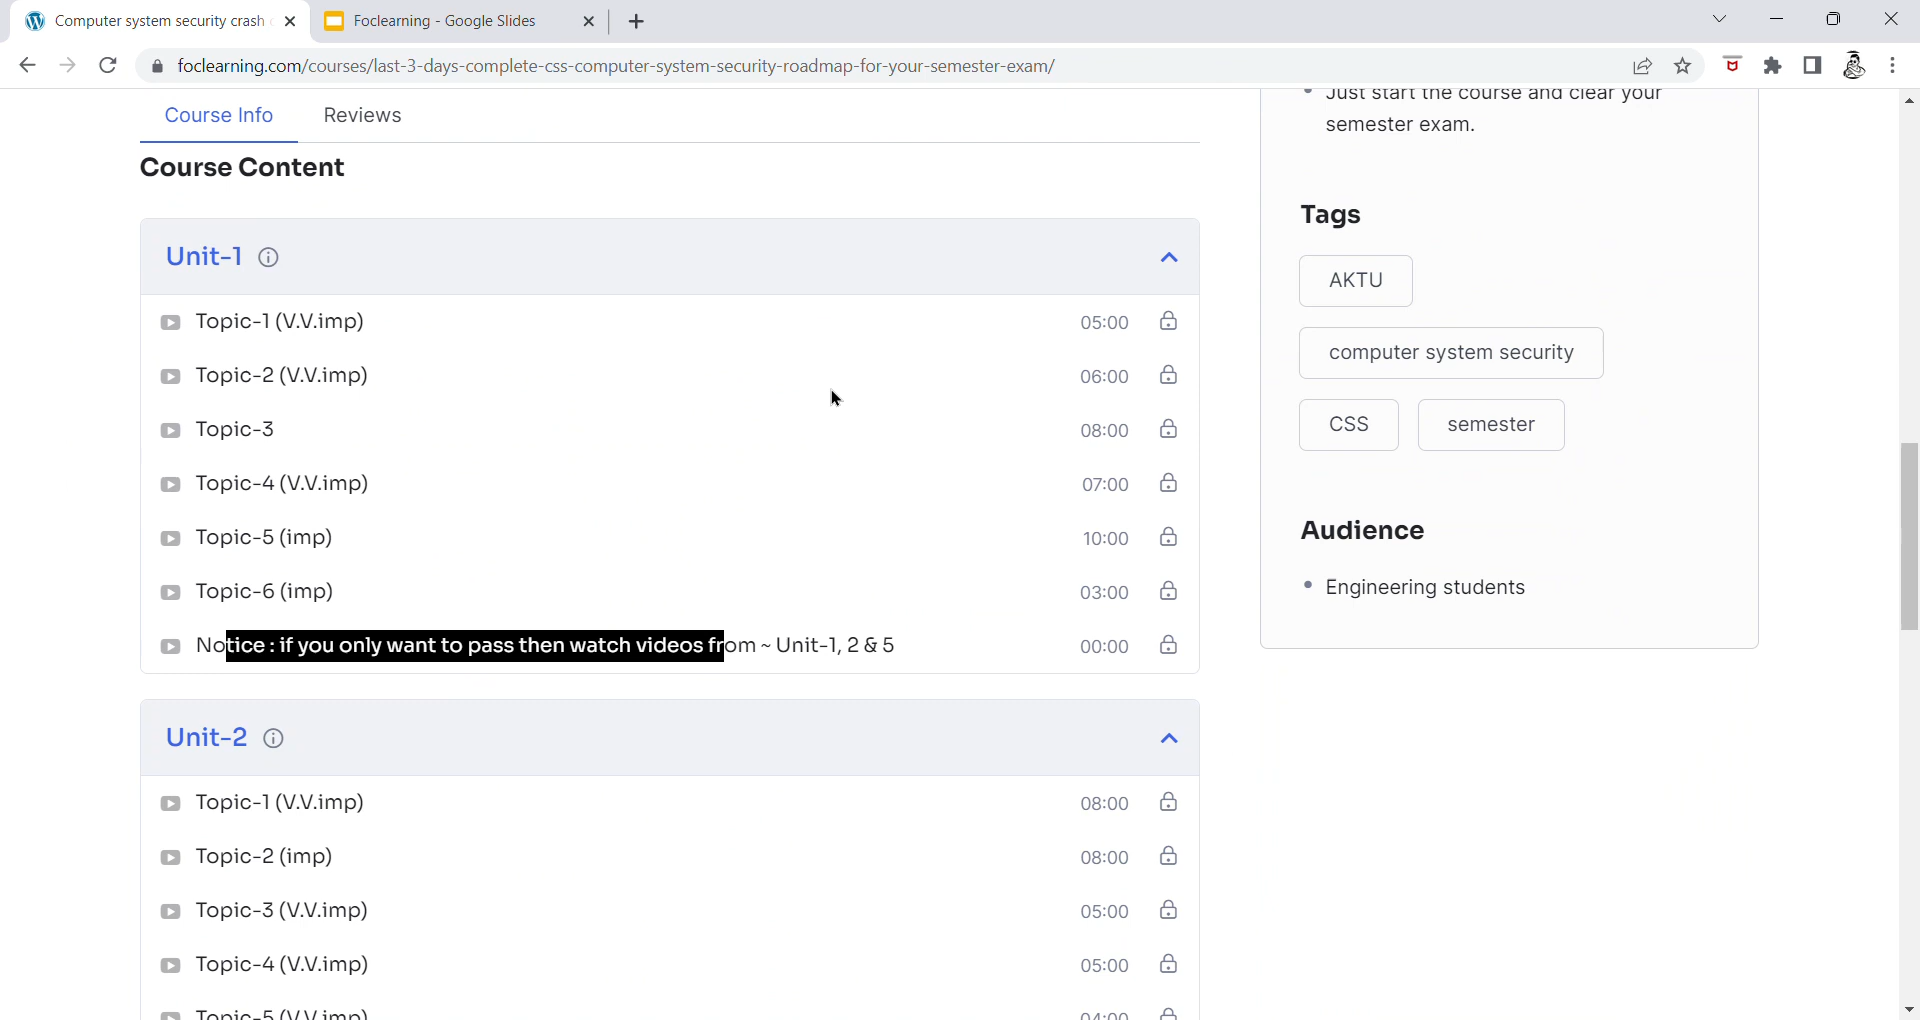 Computer system security crash
Foclearning - Google Slides
foclearning.com/courses/last-3-days-complete-css-computer-system-security-roadmap-for-your-semester-exam/
Course Info
Reviews
Course Content
Unit-1
Topic-1 (V.V.imp) 05:00
Topic-2 (V.V.imp) 06:00
Topic-3 08:00
Topic-4 (V.V.imp) 07:00
Topic-5 (imp) 10:00
Topic-6 (imp) 03:00
Notice : if you only want to pass then watch videos from ~ Unit-1, 2 & 5 00:00
Unit-2
Topic-1 (V.V.imp) 08:00
Topic-2 (imp) 08:00
Topic-3 (V.V.imp) 05:00
Topic-4 (V.V.imp) 05:00
Topic-5 (V.V.imp) 04:00
Just start the course and clear your
semester exam.
Tags
AKTU
computer system security
CSS
semester
Audience
Engineering students